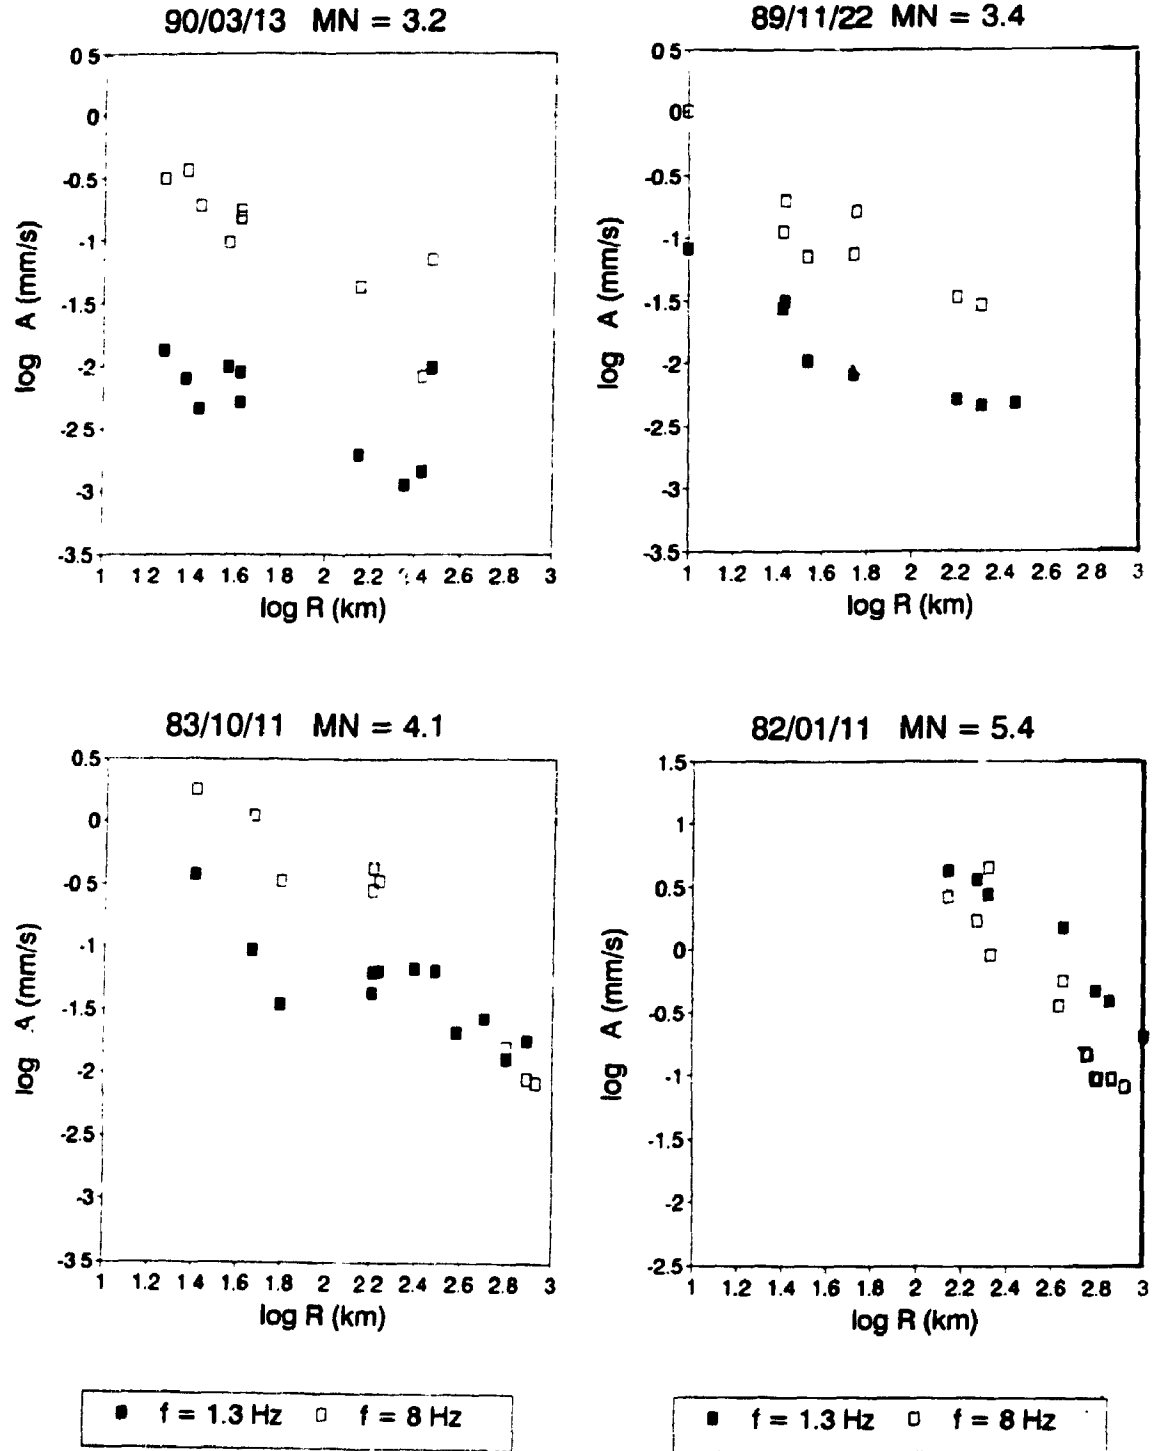 90/03/13 MN = 3.2
0 5
0
-0.5
-1
-1.5
-2
-2 5
-3
-3.5
log A (mm/s)
1 1 2 1 4 1.6 1 8 2 2 2 2.4 2.6 2.8 3
log R (km)
89/11/22 MN = 3.4
0 5
0
-0.5
-1
-1.5
-2
-2.5
-3
-3.5
log A (mm/s)
1 1.2 1.4 1.6 1.8 2 2.2 2.4 2.6 2.8 3
log R (km)
83/10/11 MN = 4.1
0.5
0
-0 5
-1
-1.5
-2
-2.5
-3
-3 5
log A (mm/s)
1 1.2 1 4 1.6 1.8 2 2 2 2.4 2.6 2.8 3
log R (km)
82/01/11 MN = 5.4
1.5
1
0.5
0
-0.5
-1
-1.5
-2
-2.5
log A (mm/s)
1 1.2 1.4 1.6 1.8 2 2.2 2.4 2.6 2.8 3
log R (km)
f = 1.3 Hz f = 8 Hz
f = 1.3 Hz f = 8 Hz